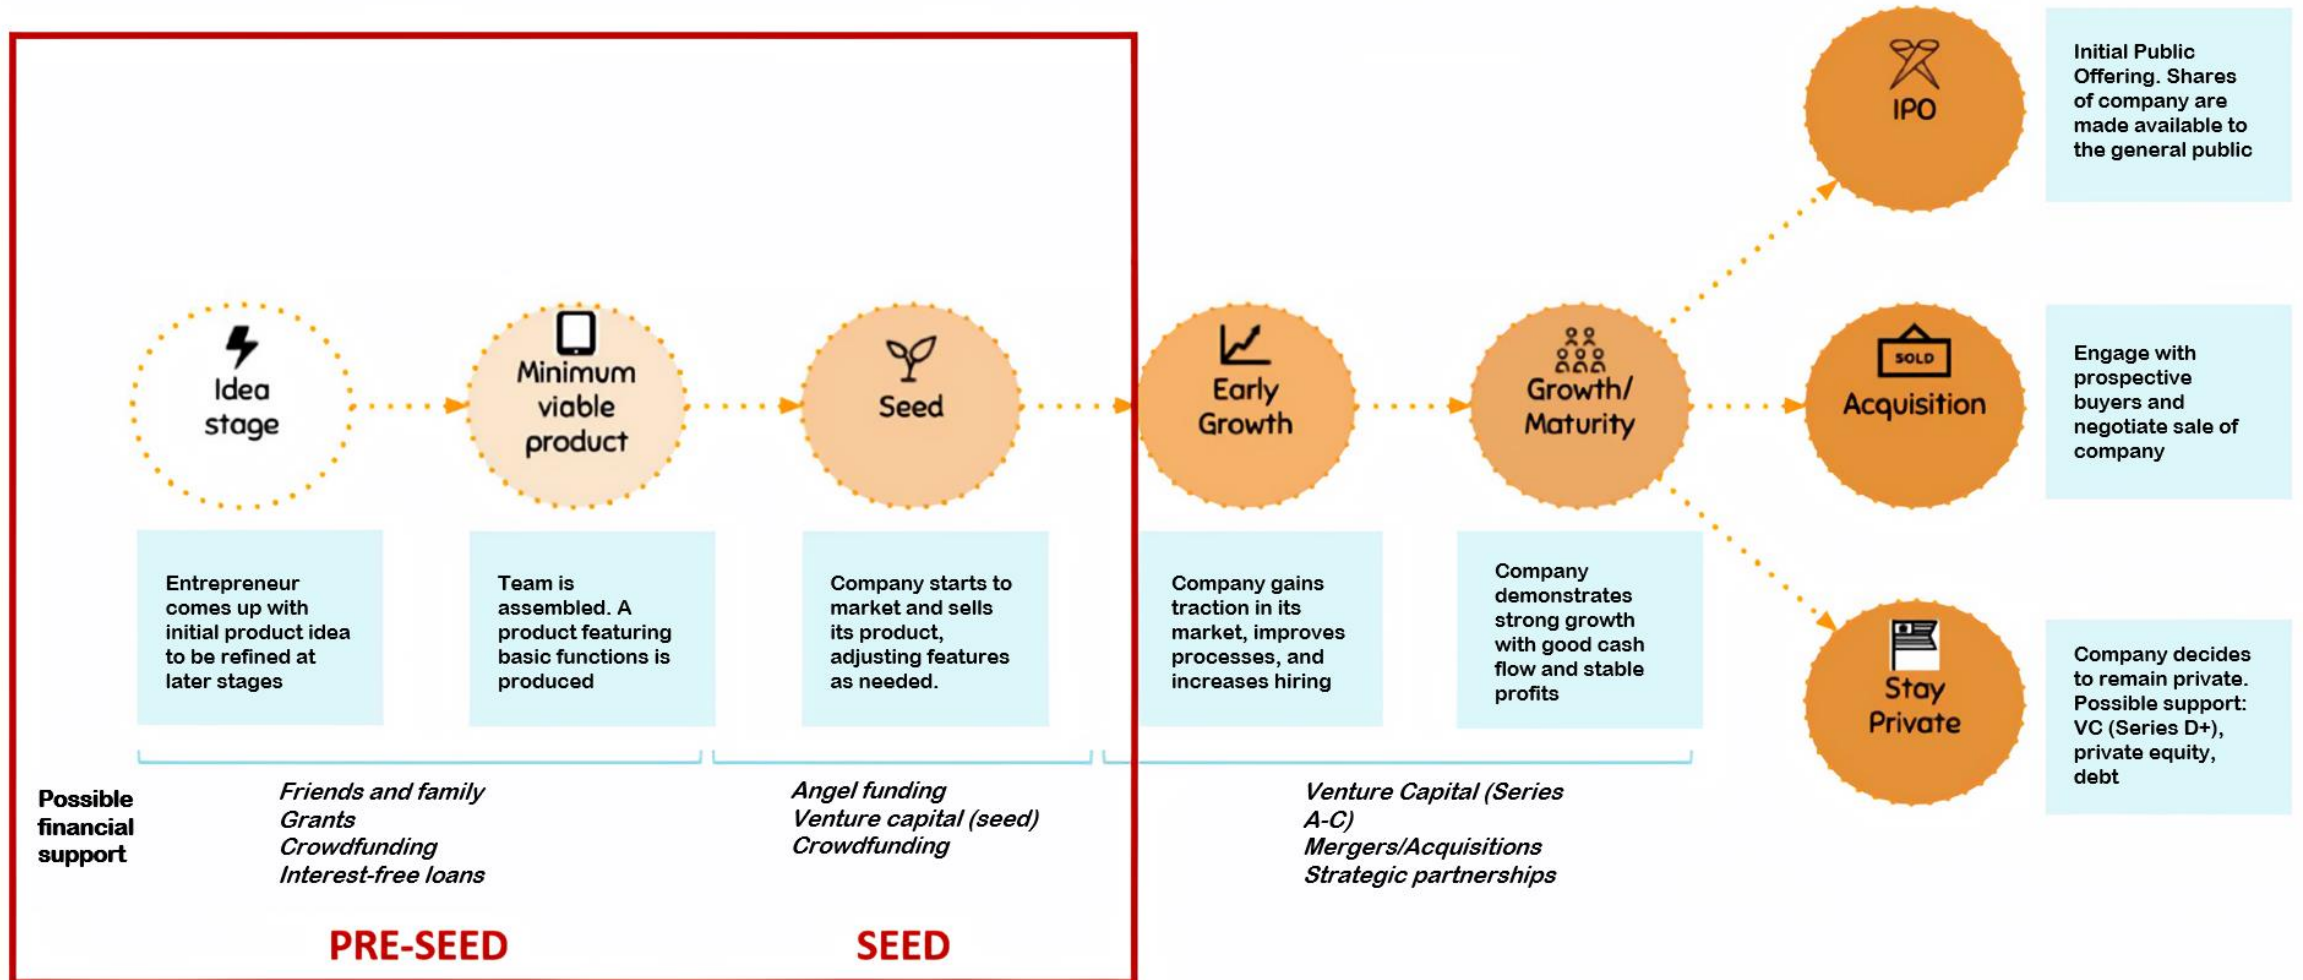 IPO
Initial Public
Offering. Shares
of company are
made available to
the general public
Idea
stage
Minimum
viable
product
Seed
Early
Growth
Growth/
Maturity
SOLD
Acquisition
Engage with
prospective
buyers and
negotiate sale of
company
Entrepreneur
comes up with
initial product idea
to be refined at
later stages
Team is
assembled. A
product featuring
basic functions is
produced
Company starts to
market and sells
its product,
adjusting features
as needed.
Company gains
traction in its
market, improves
processes, and
increases hiring
Company
demonstrates
strong growth
with good cash
flow and stable
profits
Stay
Private
Company decides
to remain private.
Possible support:
VC (Series D+),
private equity,
debt
Possible
financial
support
Friends and family
Grants
Crowdfunding
Interest-free loans
Angel funding
Venture capital (seed)
Crowdfunding
Venture Capital (Series
A-C)
Mergers/Acquisitions
Strategic partnerships
PRE-SEED
SEED